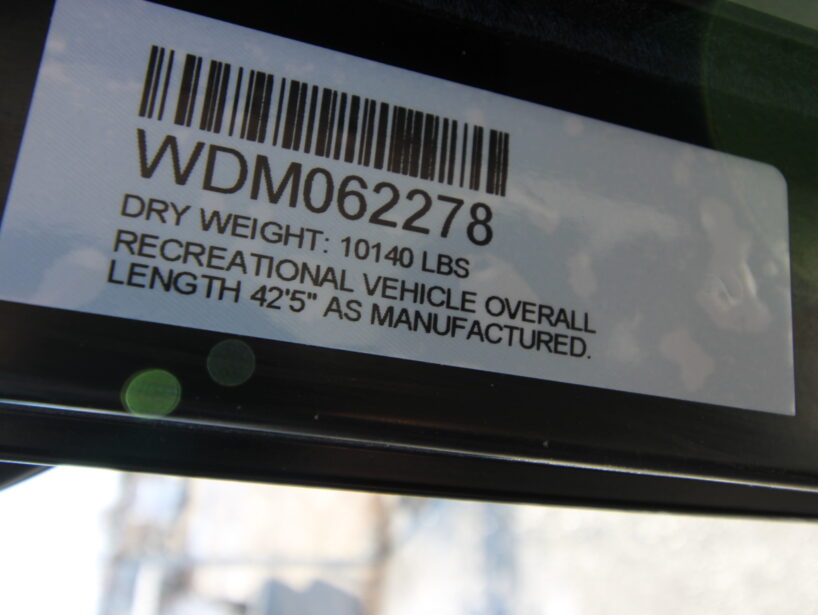 WDM062278
DRY WEIGHT: 10140 LBS
RECREATIONAL VEHICLE OVERALL
LENGTH 42'5" AS MANUFACTURED.